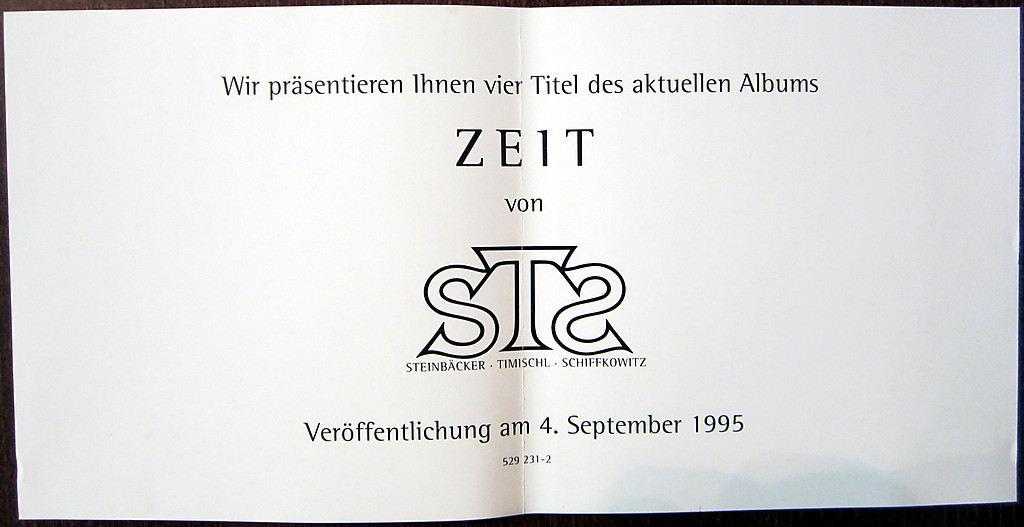 Wir präsentieren Ihnen vier Titel des aktuellen Albums
ZEIT
von
STS
STEINBÄCKER · TIMISCHL · SCHIFFKOWITZ
Veröffentlichung am 4. September 1995
529 231-2